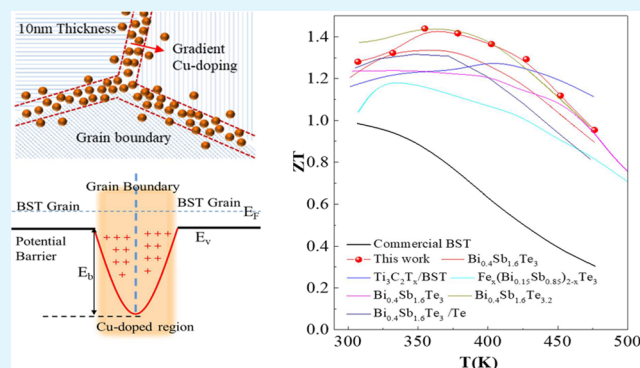 10nm Thickness
Gradient
Cu-doping
Grain boundary
Grain Boundary
BST Grain
BST Grain
E_F
Potential
Barrier
E_v
E_b
+ + +
+ + +
+ + +
+ + +
+ +
+ +
+
+
Cu-doped region
ZT
1.4
1.2
1.0
0.8
0.6
0.4
0.2
0.0
Commercial BST
This work
Bi0.4Sb1.6Te3
Ti3C2Tx/BST
Fex(Bi0.15Sb0.85)2-xTe3
Bi0.4Sb1.6Te3
Bi0.4Sb1.6Te3.2
Bi0.4Sb1.6Te3 /Te
300 350 400 450 500
T(K)